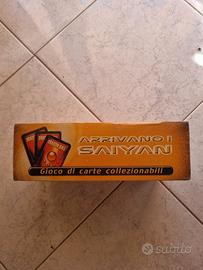 ARRIVANO I
SAIYAN
Gioco di carte collezionabili
subito